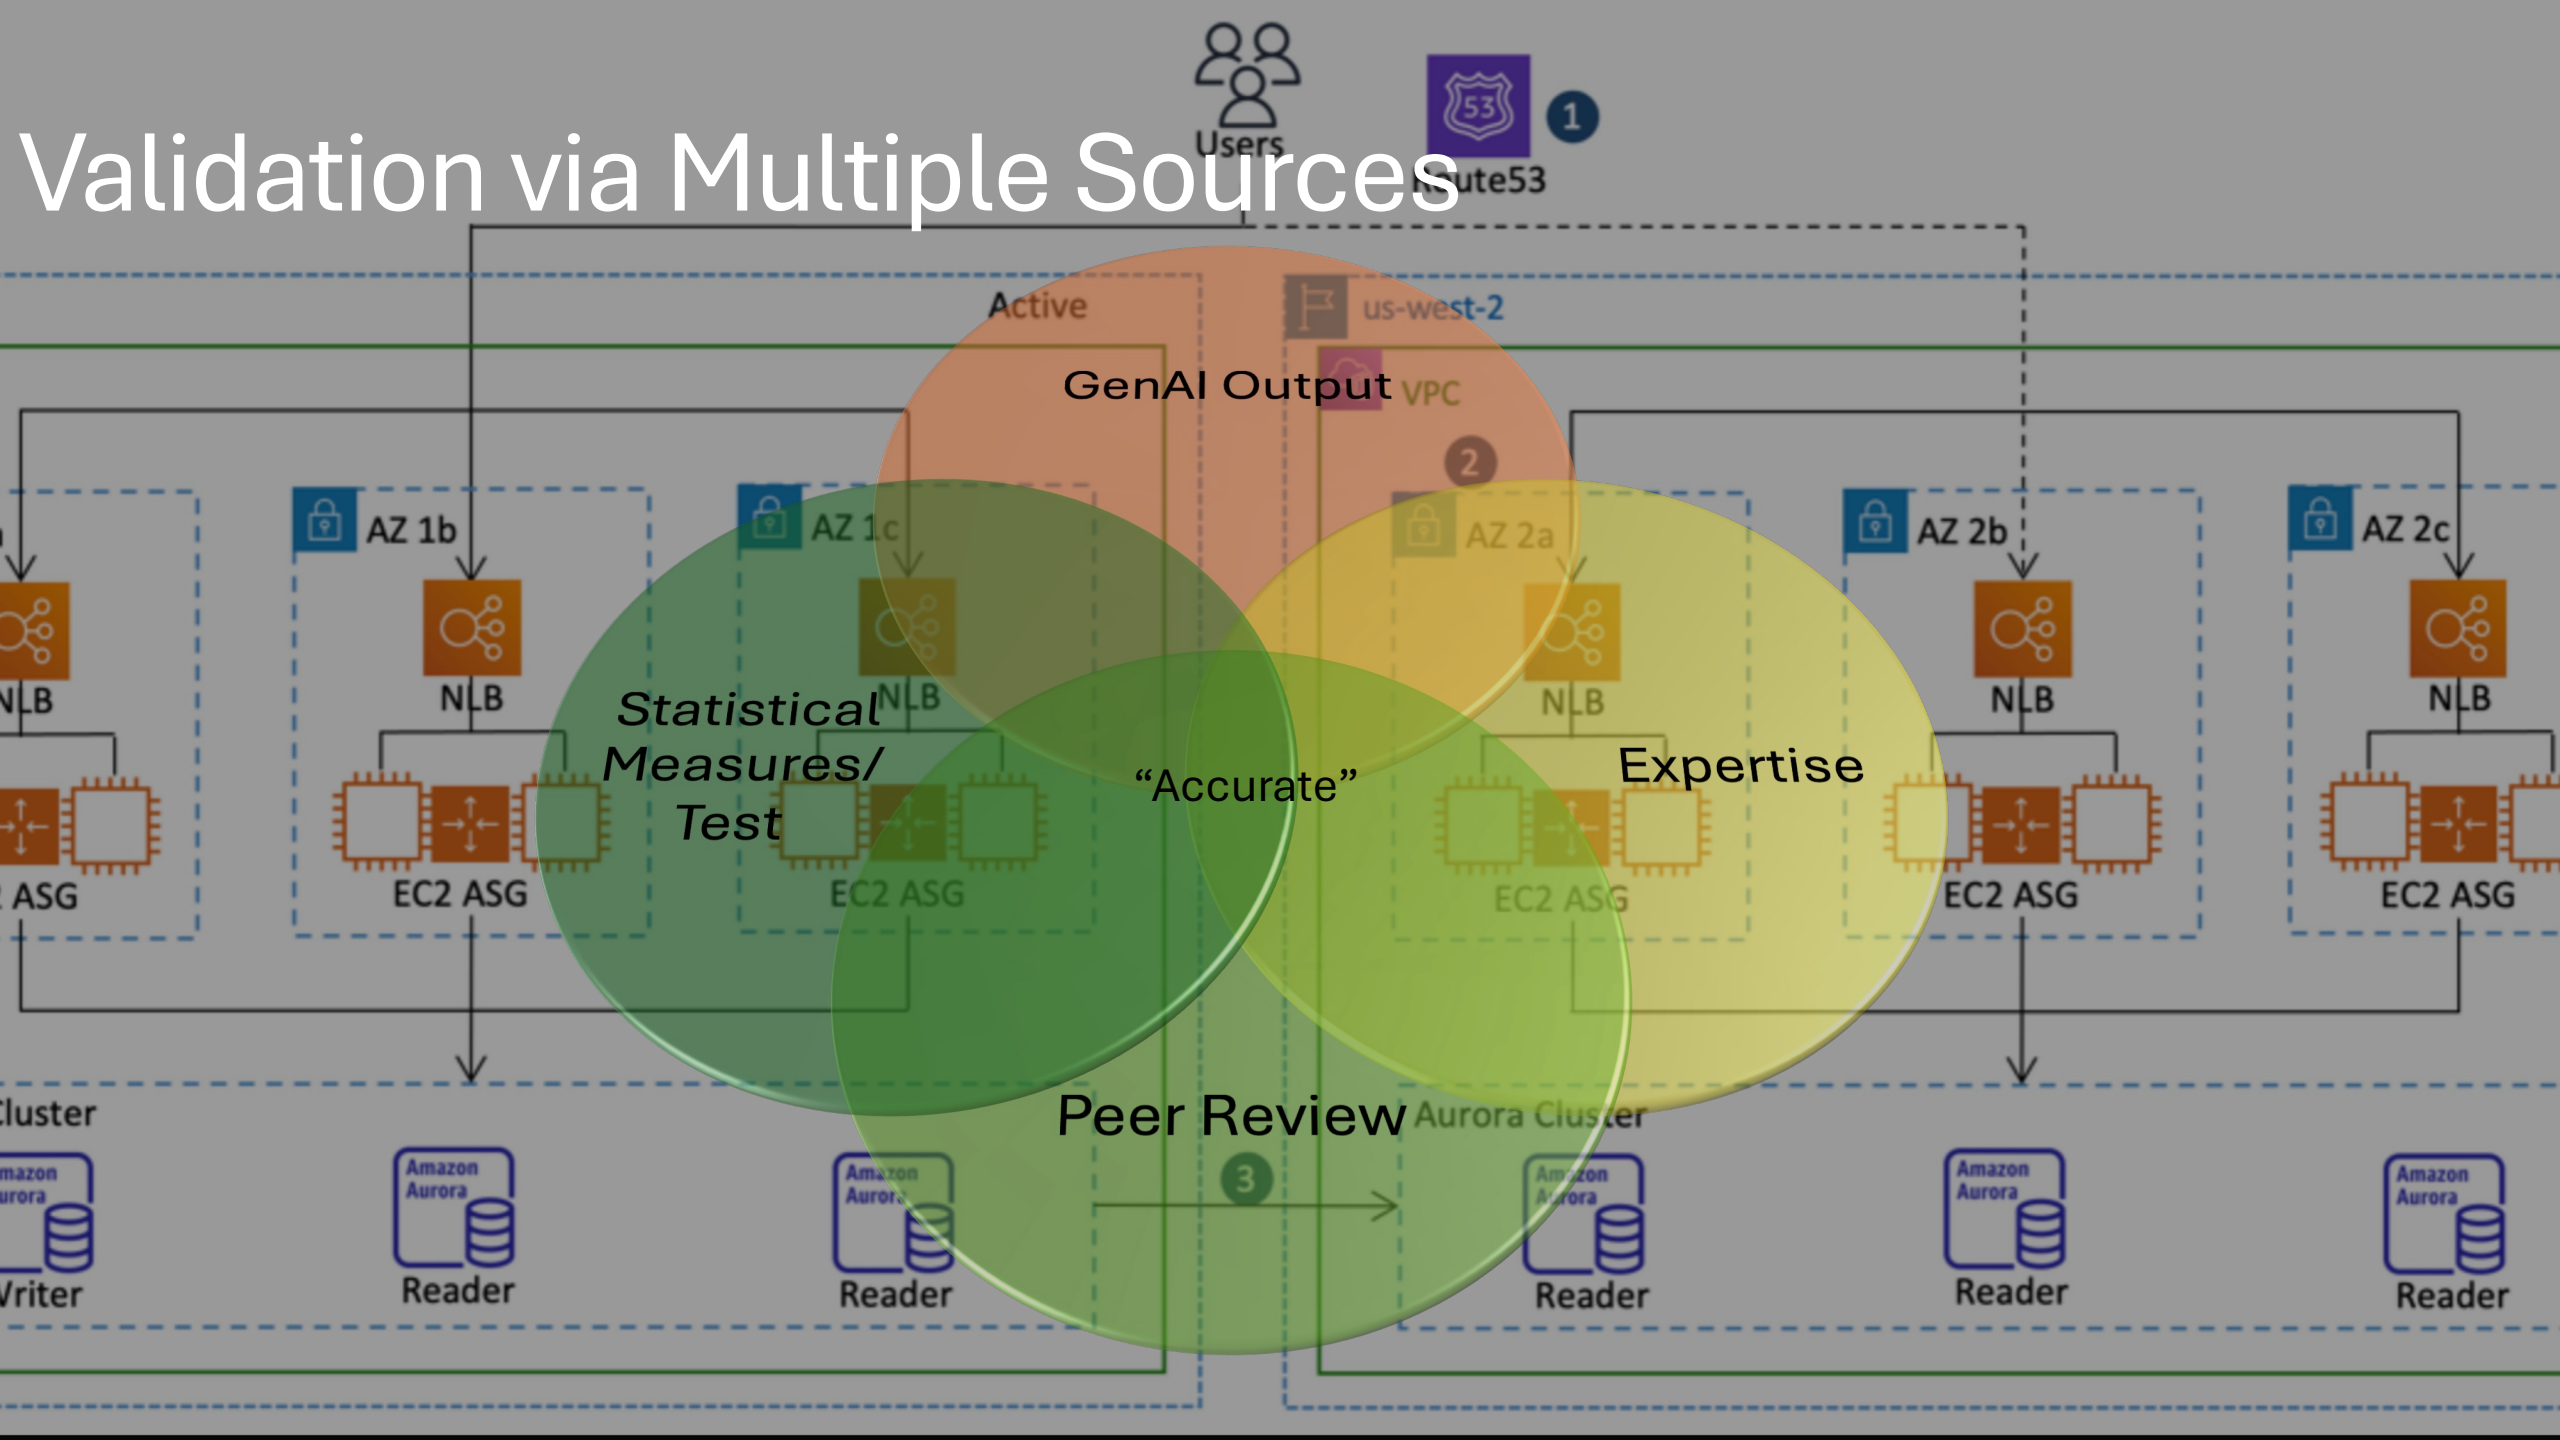 Users
53
1
Route53
Validation via Multiple Sources
Active
us-west-2
GenAI Output
VPC
2
AZ 1b
AZ 1c
AZ 2a
AZ 2b
AZ 2c
NLB
NLB
NLB
NLB
NLB
NLB
Statistical
Measures/
Test
"Accurate"
Expertise
ASG
EC2 ASG
EC2 ASG
EC2 ASG
EC2 ASG
EC2 ASG
Cluster
Peer Review
Aurora Cluster
3
Amazon
Aurora
Amazon
Aurora
Amazon
Aurora
Amazon
Aurora
Amazon
Aurora
Amazon
Aurora
Writer
Reader
Reader
Reader
Reader
Reader